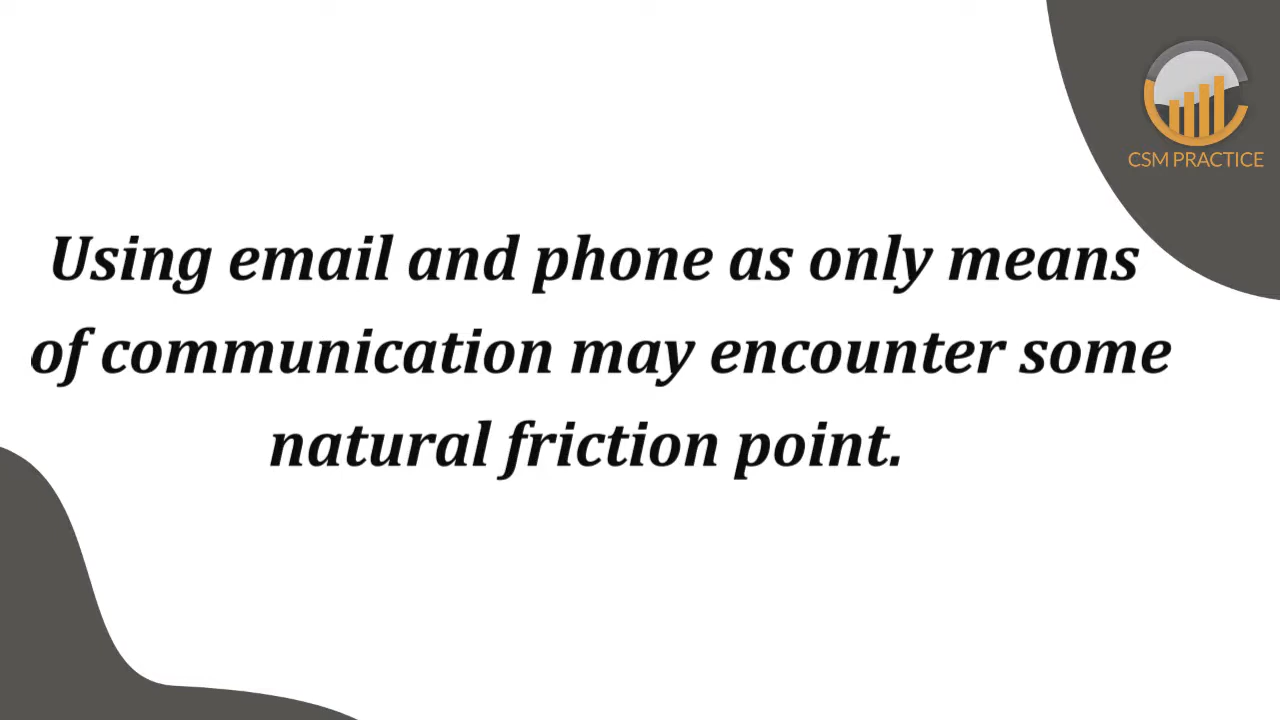 CSM PRACTICE
Using email and phone as only means
of communication may encounter some
natural friction point.